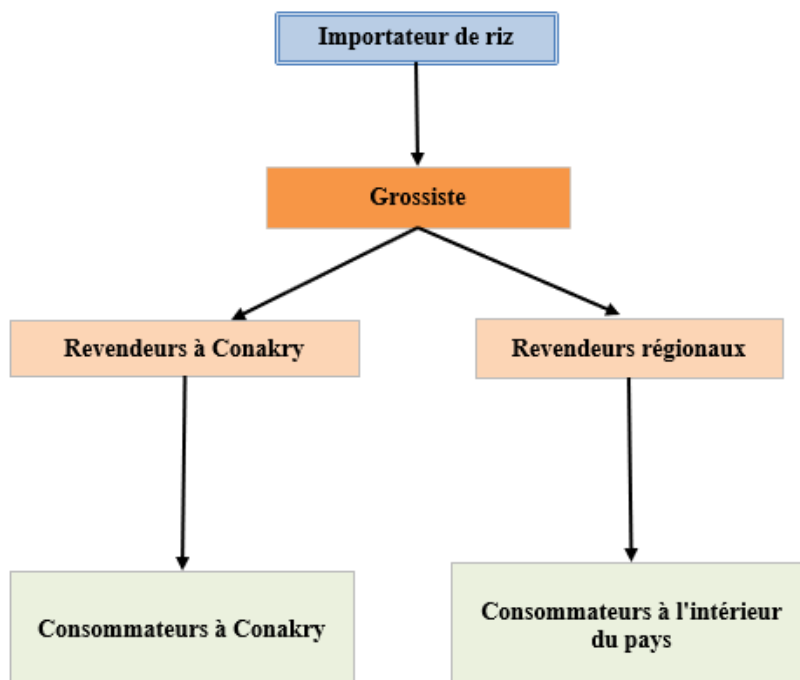 Importateur de riz
Grossiste
Revendeurs à Conakry
Revendeurs régionaux
Consommateurs à Conakry
Consommateurs à l'intérieur
du pays